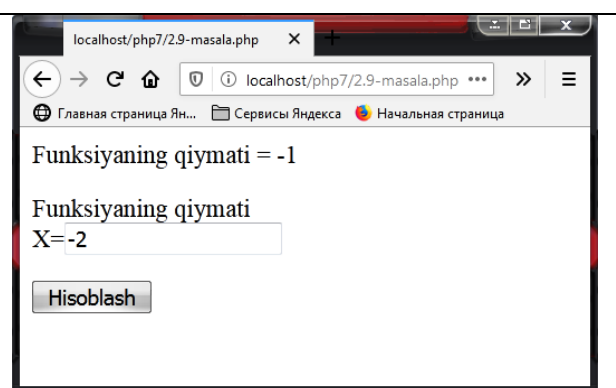 localhost/php7/2.9-masala.php
localhost/php7/2.9-masala.php
Главная страница Ян... Сервисы Яндекса Начальная страница
Funksiyaning qiymati = -1
Funksiyaning qiymati
X=-2
Hisoblash